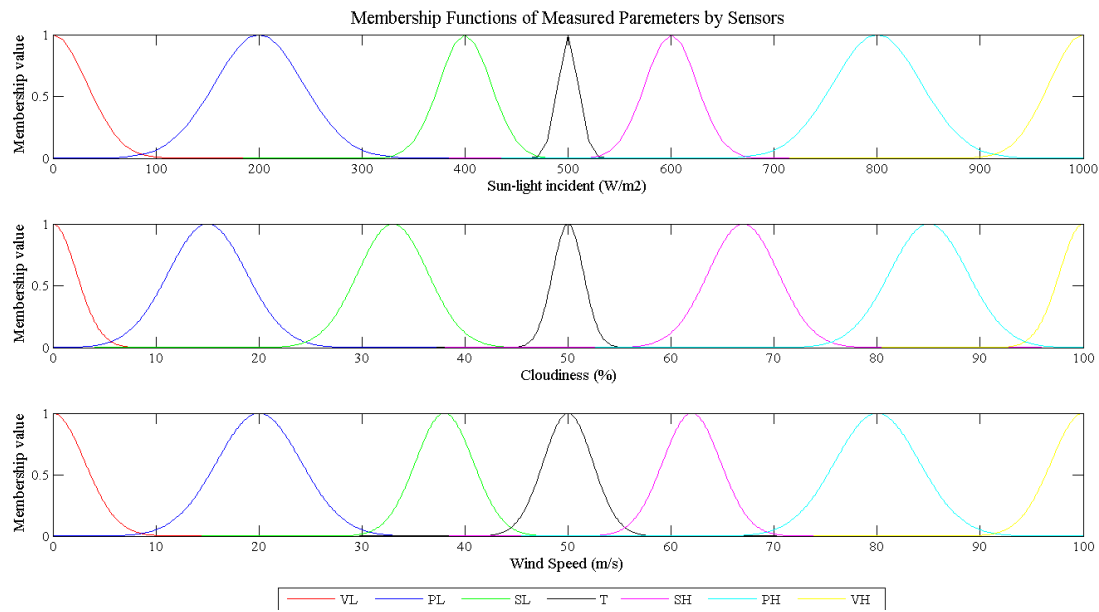 Membership Functions of Measured Paremeters by Sensors
Membership value
1
0.5
0
0 100 200 300 400 500 600 700 800 900 1000
Sun-light incident (W/m2)
Membership value
1
0.5
0
0 10 20 30 40 50 60 70 80 90 100
Cloudiness (%)
Membership value
1
0.5
0
0 10 20 30 40 50 60 70 80 90 100
Wind Speed (m/s)
VL PL SL T SH PH VH